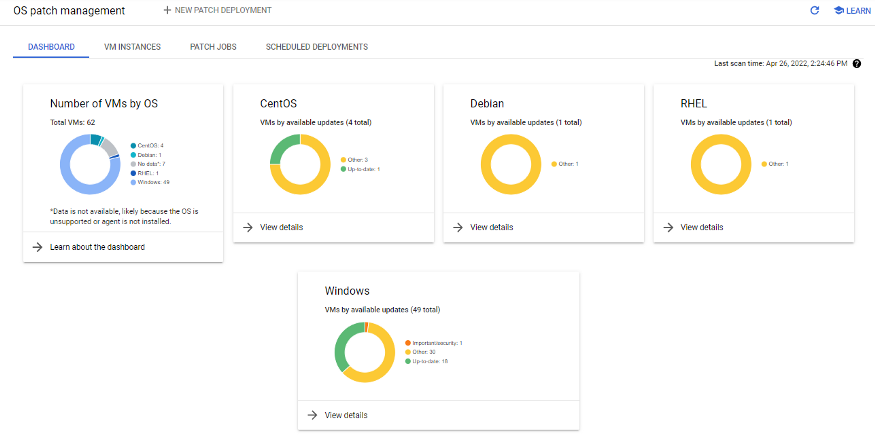 OS patch management
NEW PATCH DEPLOYMENT
LEARN
DASHBOARD
VM INSTANCES
PATCH JOBS
SCHEDULED DEPLOYMENTS
Last scan time: Apr 26, 2022, 2:24:46 PM
Number of VMs by OS
Total VMs: 62
CentOS: 4
Debian: 1
No data*: 7
RHEL: 1
Windows: 49
*Data is not available, likely because the OS is
unsupported or agent is not installed.
Learn about the dashboard
CentOS
VMs by available updates (4 total)
Other: 3
Up-to-date: 1
View details
Debian
VMs by available updates (1 total)
Other: 1
View details
RHEL
VMs by available updates (1 total)
Other: 1
View details
Windows
VMs by available updates (49 total)
Important/security: 1
Other: 30
Up-to-date: 18
View details